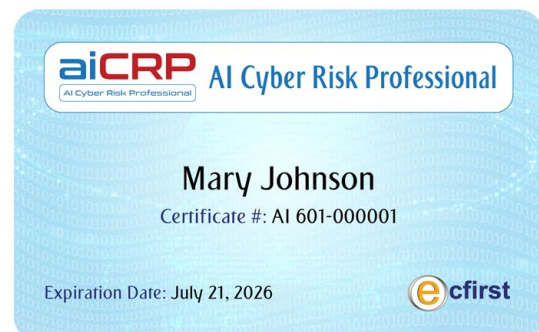 aiCRP
AI Cyber Risk Professional
AI Cyber Risk Professional
Mary Johnson
Certificate #: AI 601-000001
Expiration Date: July 21, 2026
ecfirst